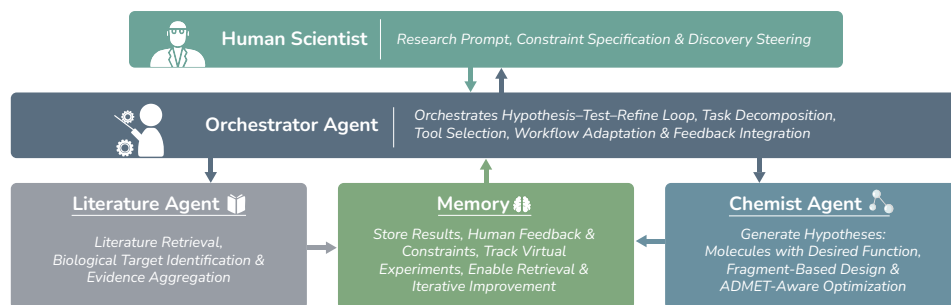 Human Scientist
Research Prompt, Constraint Specification & Discovery Steering
Orchestrator Agent
Orchestrates Hypothesis–Test–Refine Loop, Task Decomposition,
Tool Selection, Workflow Adaptation & Feedback Integration
Literature Agent
Literature Retrieval,
Biological Target Identification &
Evidence Aggregation
Memory
Store Results, Human Feedback &
Constraints, Track Virtual
Experiments, Enable Retrieval &
Iterative Improvement
Chemist Agent
Generate Hypotheses:
Molecules with Desired Function,
Fragment-Based Design &
ADMET-Aware Optimization